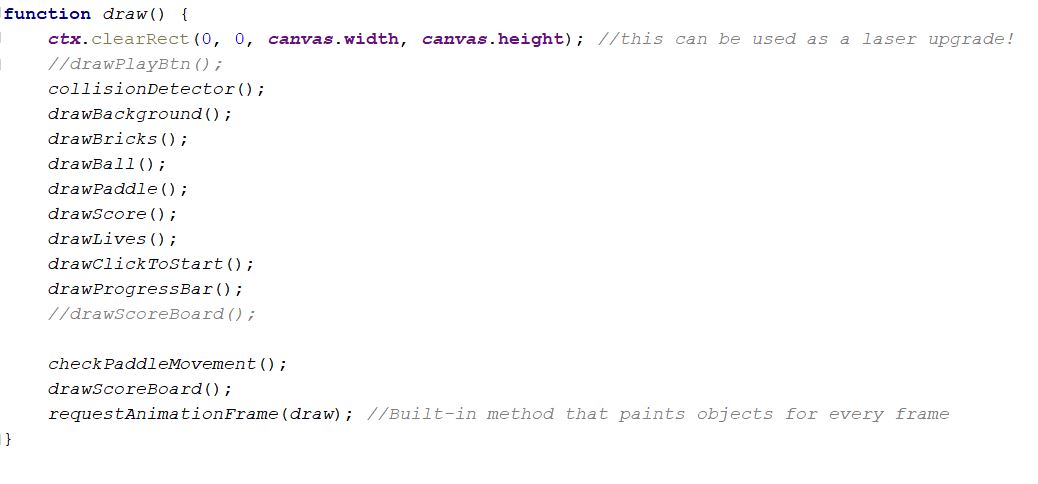 function draw() {
    ctx.clearRect(0, 0, canvas.width, canvas.height); //this can be used as a laser upgrade!
    //drawPlayBtn();
    collisionDetector();
    drawBackground();
    drawBricks();
    drawBall();
    drawPaddle();
    drawScore();
    drawLives();
    drawClickToStart();
    drawProgressBar();
    //drawScoreBoard();

    checkPaddleMovement();
    drawScoreBoard();
    requestAnimationFrame(draw); //Built-in method that paints objects for every frame
}